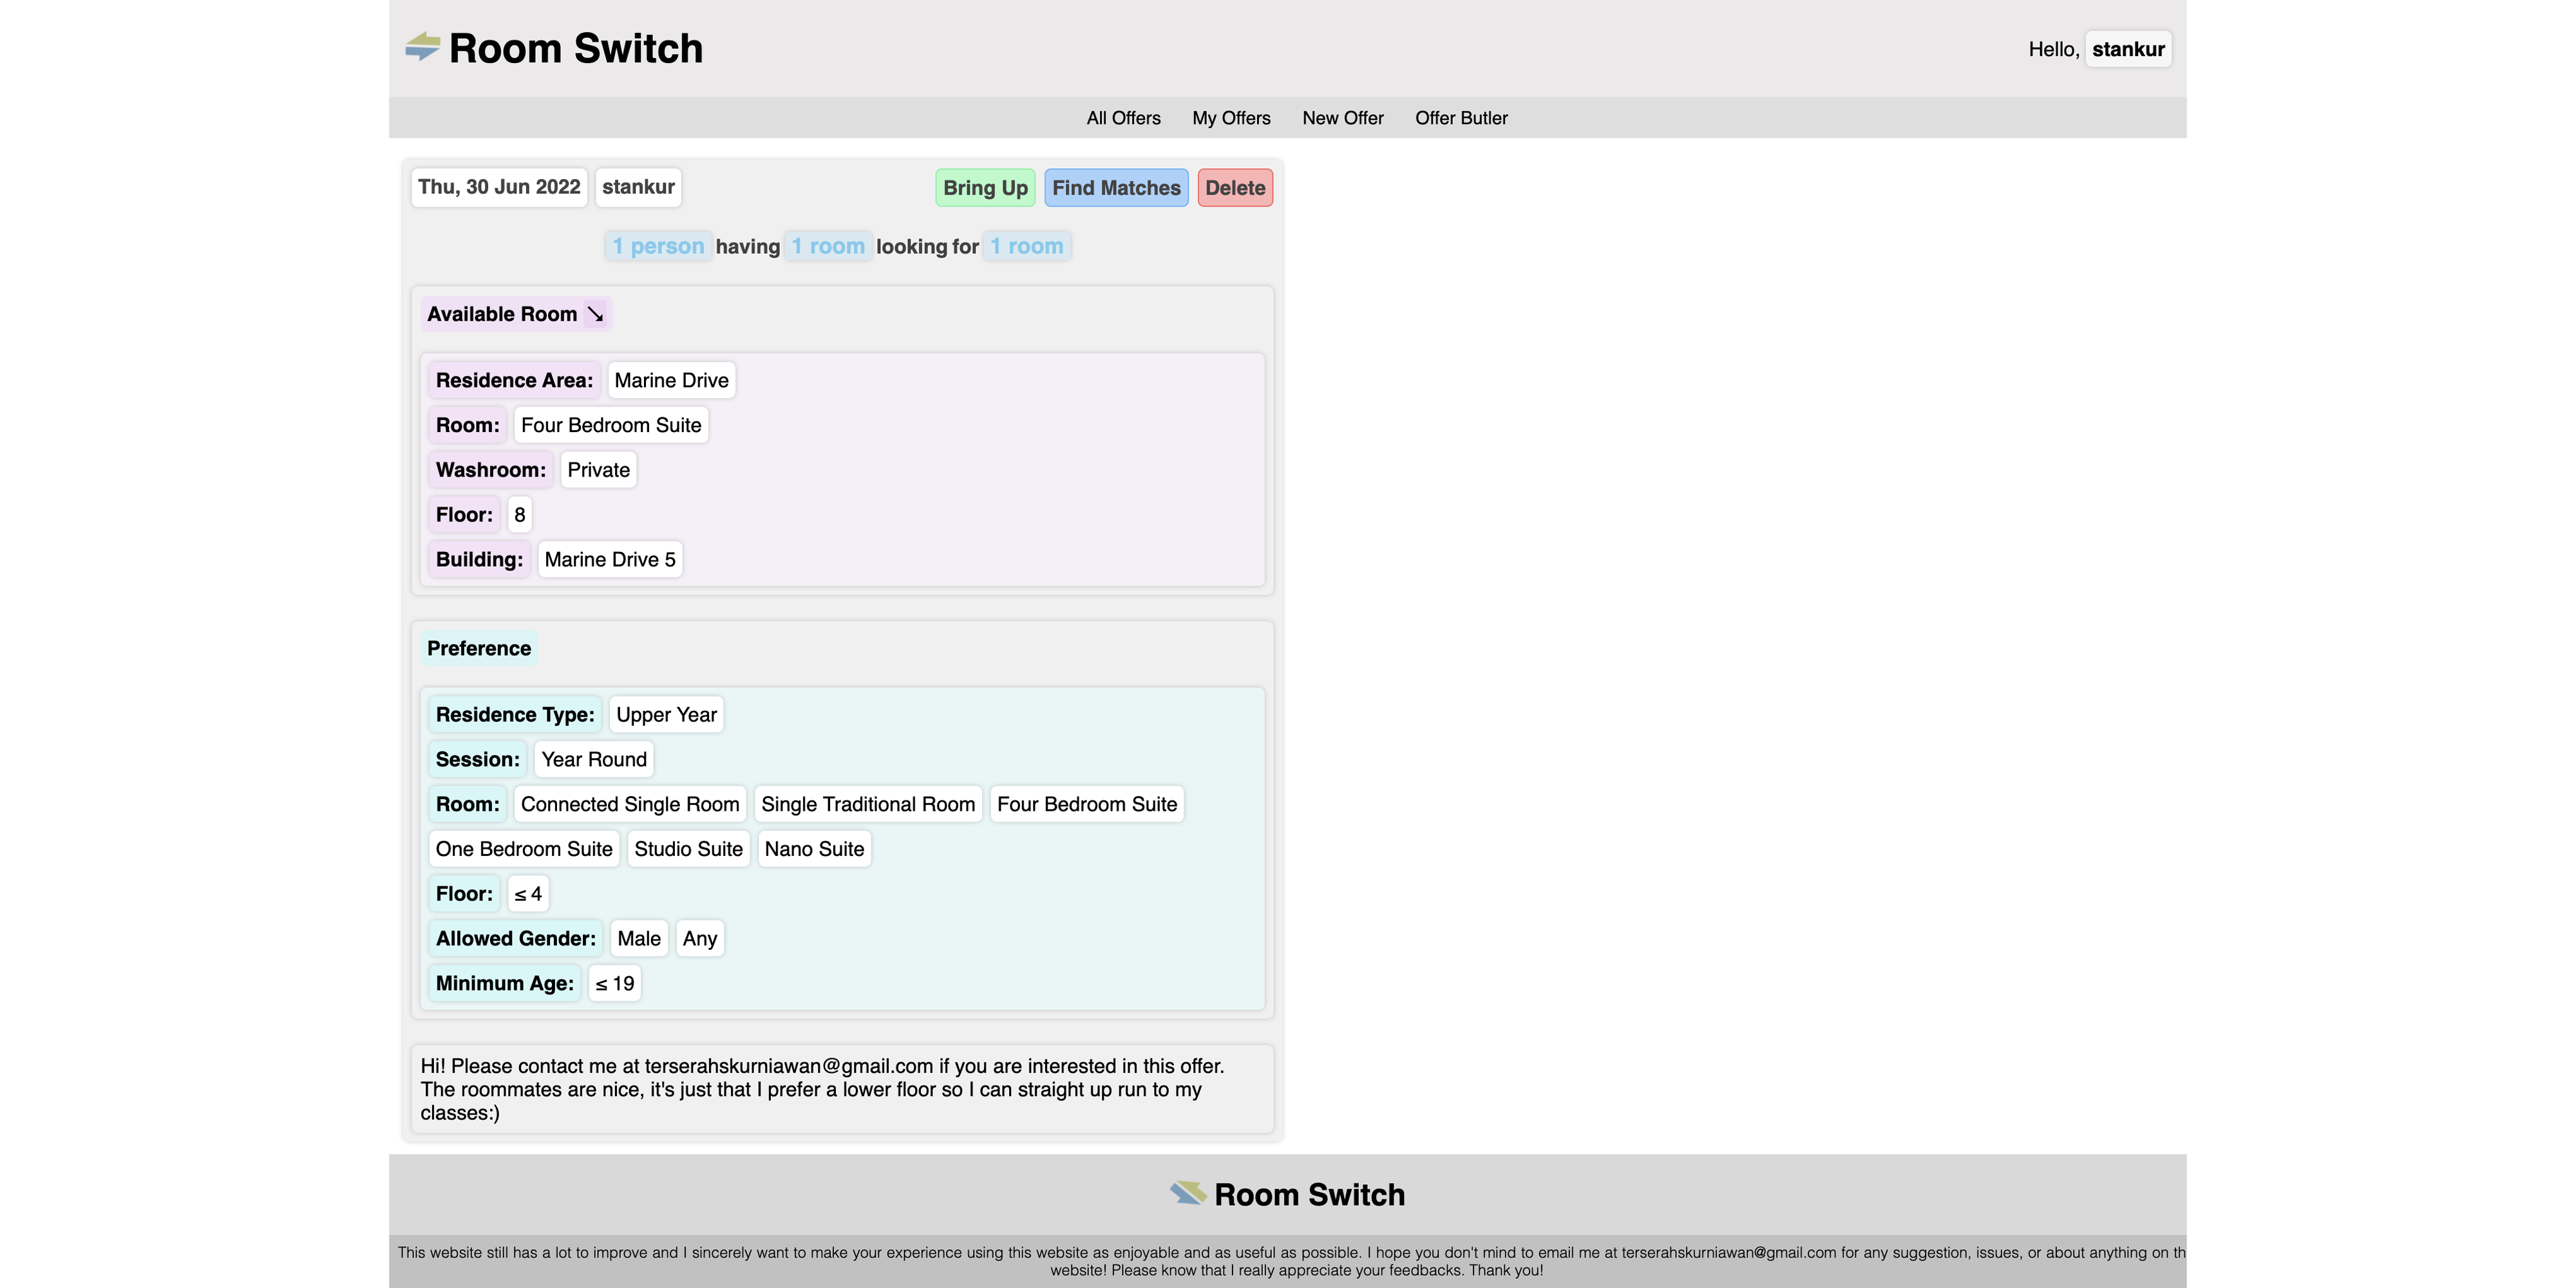 Room Switch
Hello, stankur
All Offers My Offers New Offer Offer Butler
Thu, 30 Jun 2022 stankur Bring Up Find Matches Delete
1 person having 1 room looking for 1 room
Available Room ↘
Residence Area: Marine Drive
Room: Four Bedroom Suite
Washroom: Private
Floor: 8
Building: Marine Drive 5
Preference
Residence Type: Upper Year
Session: Year Round
Room: Connected Single Room Single Traditional Room Four Bedroom Suite
One Bedroom Suite Studio Suite Nano Suite
Floor: ≤ 4
Allowed Gender: Male Any
Minimum Age: ≤ 19
Hi! Please contact me at terserahskurniawan@gmail.com if you are interested in this offer.
The roommates are nice, it's just that I prefer a lower floor so I can straight up run to my
classes:)
Room Switch
This website still has a lot to improve and I sincerely want to make your experience using this website as enjoyable and as useful as possible. I hope you don't mind to email me at terserahskurniawan@gmail.com for any suggestion, issues, or about anything on th
website! Please know that I really appreciate your feedbacks. Thank you!